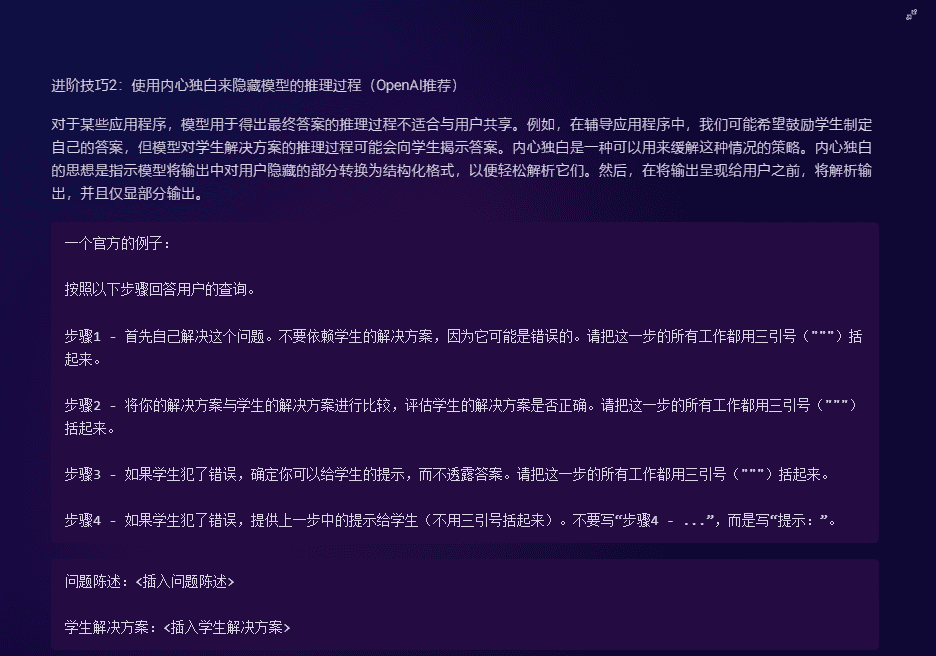 进阶技巧2：使用内心独白来隐藏模型的推理过程（OpenAI推荐）
对于某些应用程序，模型用于得出最终答案的推理过程不适合与用户共享。例如，在辅导应用程序中，我们可能希望鼓励学生制定
自己的答案，但模型对学生解决方案的推理过程可能会向学生揭示答案。内心独白是一种可以用来缓解这种情况的策略。内心独白
的思想是指示模型将输出中对用户隐藏的部分转换为结构化格式，以便轻松解析它们。然后，在将输出呈现给用户之前，将解析输
出，并且仅显部分输出。
一个官方的例子：
按照以下步骤回答用户的查询。
步骤1 - 首先自己解决这个问题。不要依赖学生的解决方案，因为它可能是错误的。请把这一步的所有工作都用三引号（"""）括
起来。
步骤2 - 将你的解决方案与学生的解决方案进行比较，评估学生的解决方案是否正确。请把这一步的所有工作都用三引号（"""）
括起来。
步骤3 - 如果学生犯了错误，确定你可以给学生的提示，而不透露答案。请把这一步的所有工作都用三引号（"""）括起来。
步骤4 - 如果学生犯了错误，提供上一步中的提示给学生（不用三引号括起来）。不要写“步骤4 - ...”，而是写“提示：”。
问题陈述：<插入问题陈述>
学生解决方案：<插入学生解决方案>